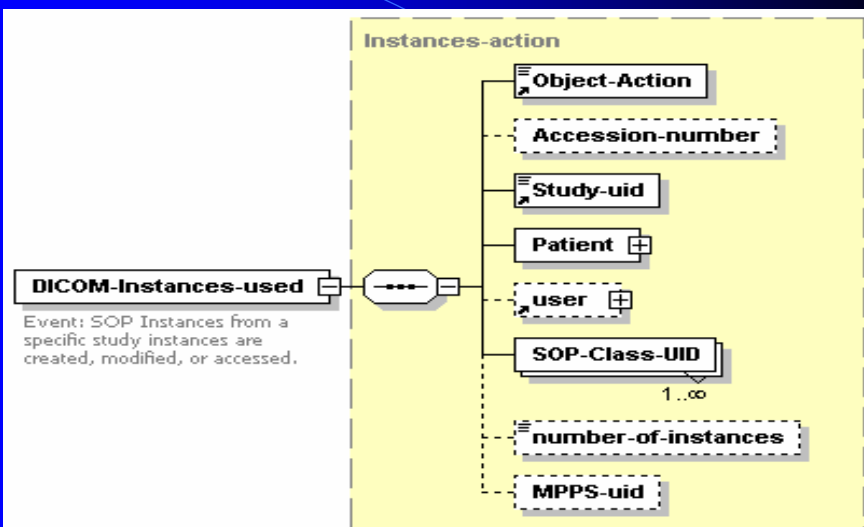 Instances-action
Object-Action
Accession-number
Study-uid
Patient
DICOM-Instances-used
user
Event: SOP Instances from a
specific study instances are
created, modified, or accessed.
SOP-Class-UID
1..∞
number-of-instances
MPPS-uid